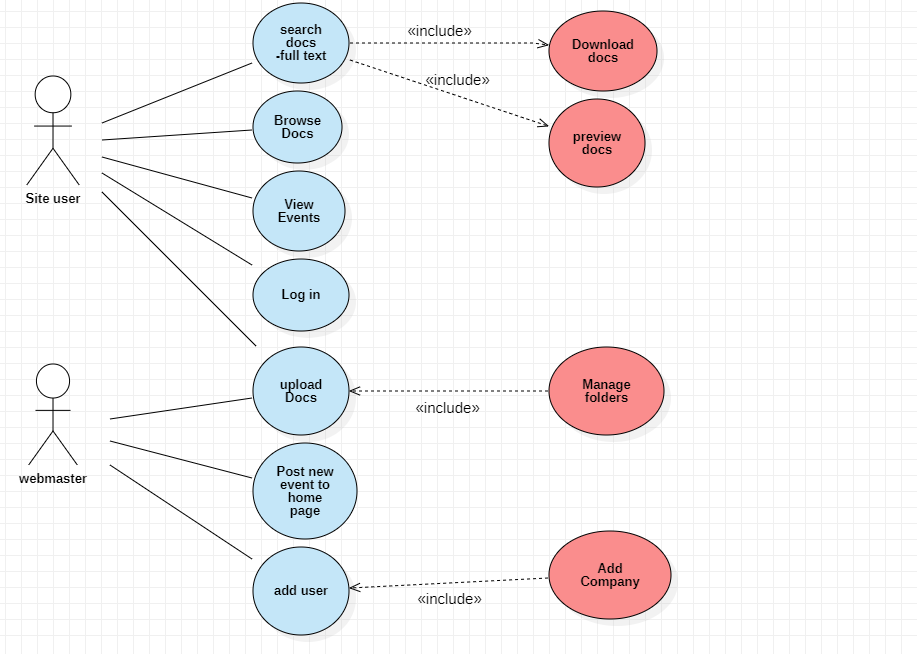 search
docs
-full text
«include»
Download
docs
«include»
Browse
Docs
preview
docs
Site user
View
Events
Log in
upload
Docs
Manage
folders
«include»
webmaster
Post new
event to
home
page
add user
Add
Company
«include»